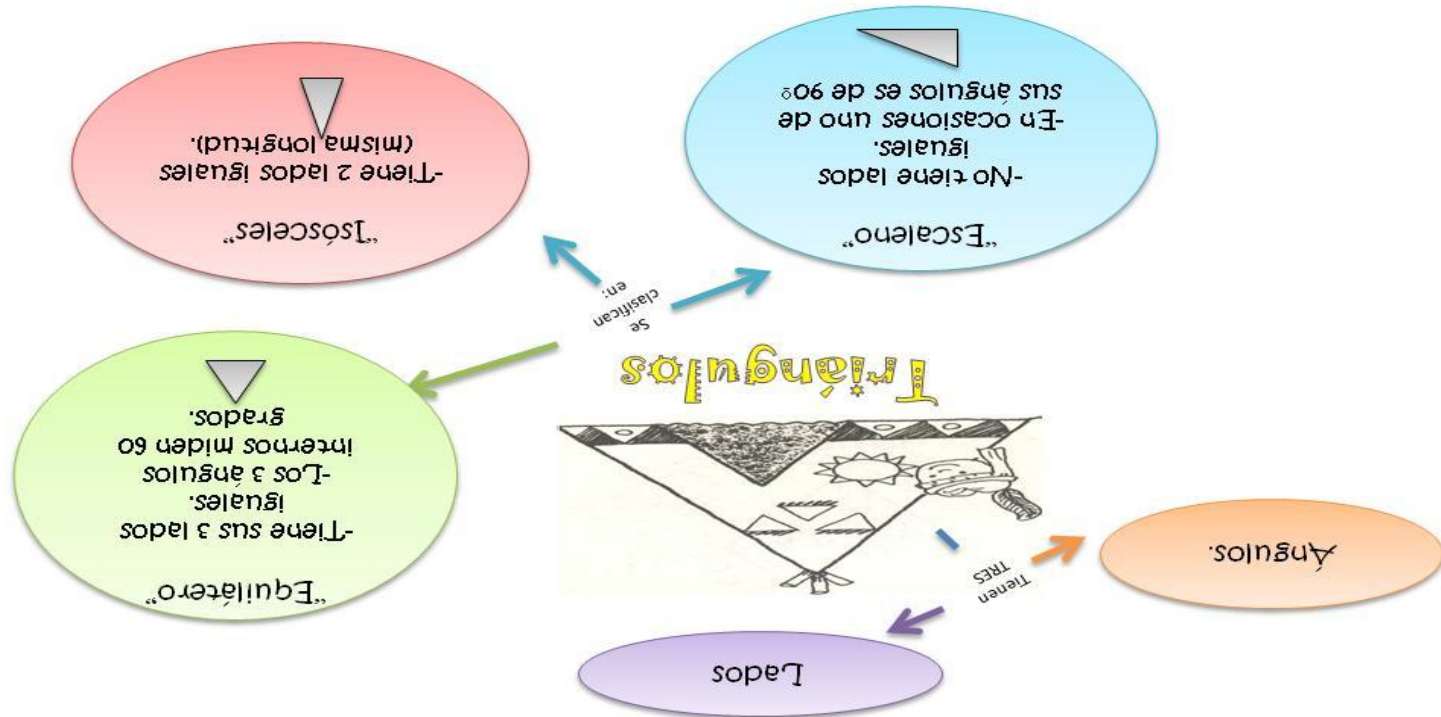 Lados
Tienen
TRES
Ángulos.
Triángulos
Se
clasifican
en:
"Equilátero"
-Tiene sus 3 lados
iguales.
-Los 3 ángulos
internos miden 60
grados.
"Escaleno"
-No tiene lados
iguales.
-En ocasiones uno de
sus ángulos es de 90º
"Isósceles"
-Tiene 2 lados iguales
(misma longitud).